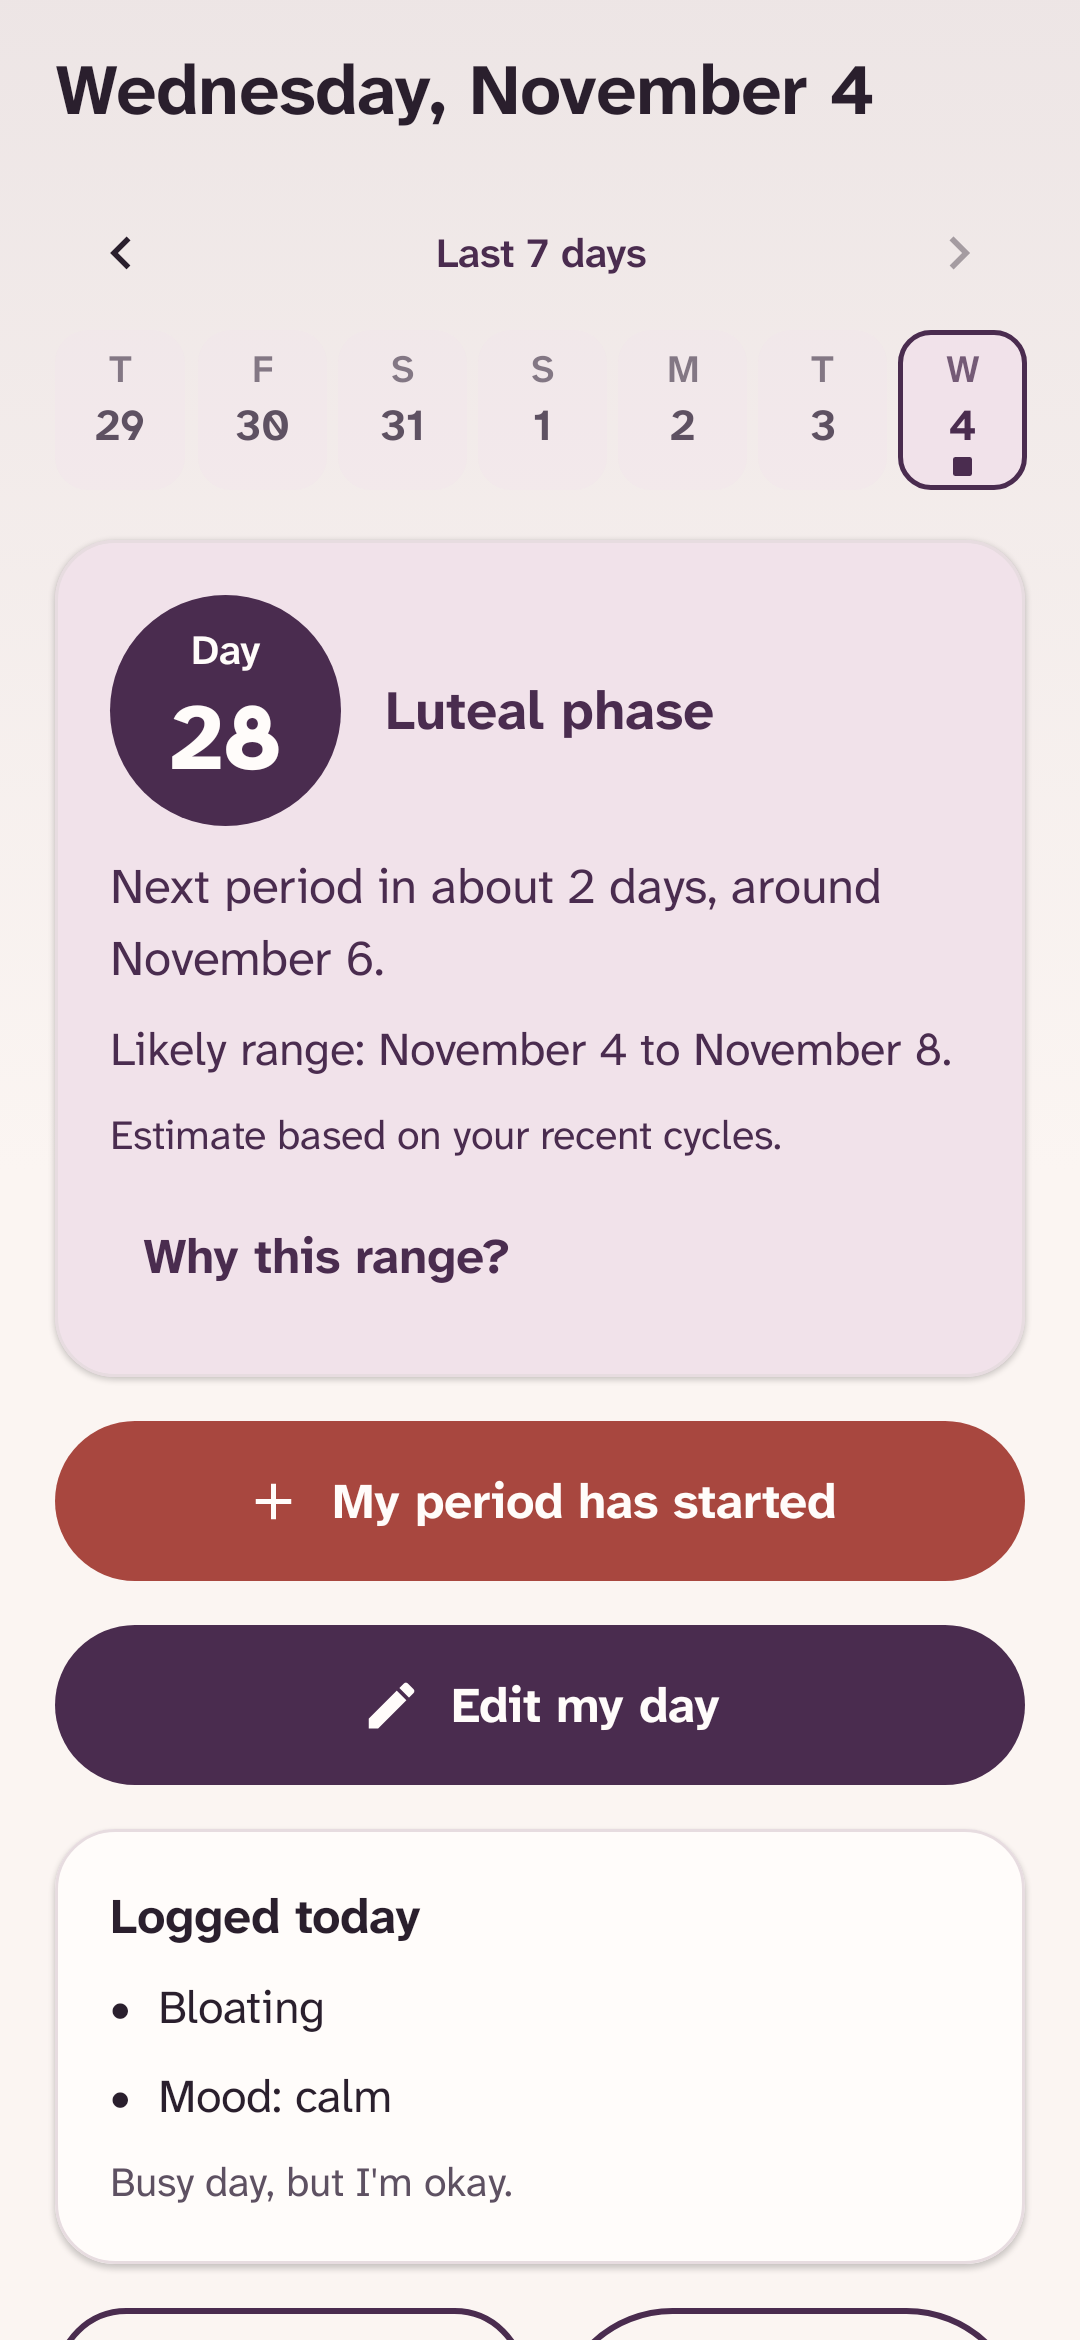 Wednesday, November 4
Last 7 days
T F S S M T W
29 30 31 1 2 3 4
Day
28
Luteal phase
Next period in about 2 days, around
November 6.
Likely range: November 4 to November 8.
Estimate based on your recent cycles.
Why this range?
My period has started
Edit my day
Logged today
• Bloating
• Mood: calm
Busy day, but I'm okay.